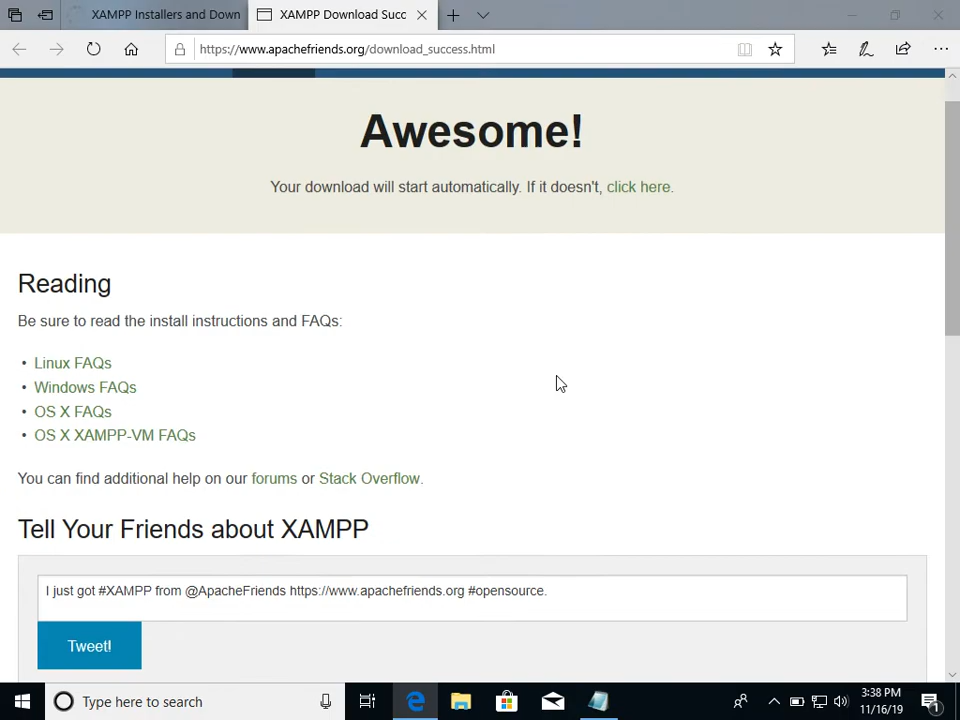 XAMPP Installers and Down
XAMPP Download Succ
https://www.apachefriends.org/download_success.html
Awesome!
Your download will start automatically. If it doesn't, click here.
Reading
Be sure to read the install instructions and FAQs:
• Linux FAQs
• Windows FAQs
• OS X FAQs
• OS X XAMPP-VM FAQs
You can find additional help on our forums or Stack Overflow.
Tell Your Friends about XAMPP
I just got #XAMPP from @ApacheFriends https://www.apachefriends.org #opensource.
Tweet!
Type here to search
3:38 PM
11/16/19
1